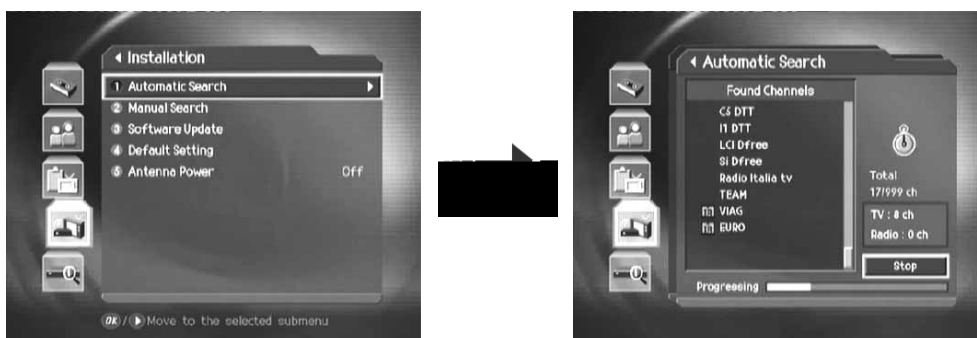 Installation
1 Automatic Search
2 Manual Search
3 Software Update
4 Default Setting
5 Antenna Power Off
OK / Move to the selected submenu
Automatic Search
Found Channels
C5 DTT
I1 DTT
LCI Dfree
Si Dfree
Radio Italia tv
TEAM
VIAG
EURO
Total
17/999 ch
TV : 8 ch
Radio : 0 ch
Stop
Progressing